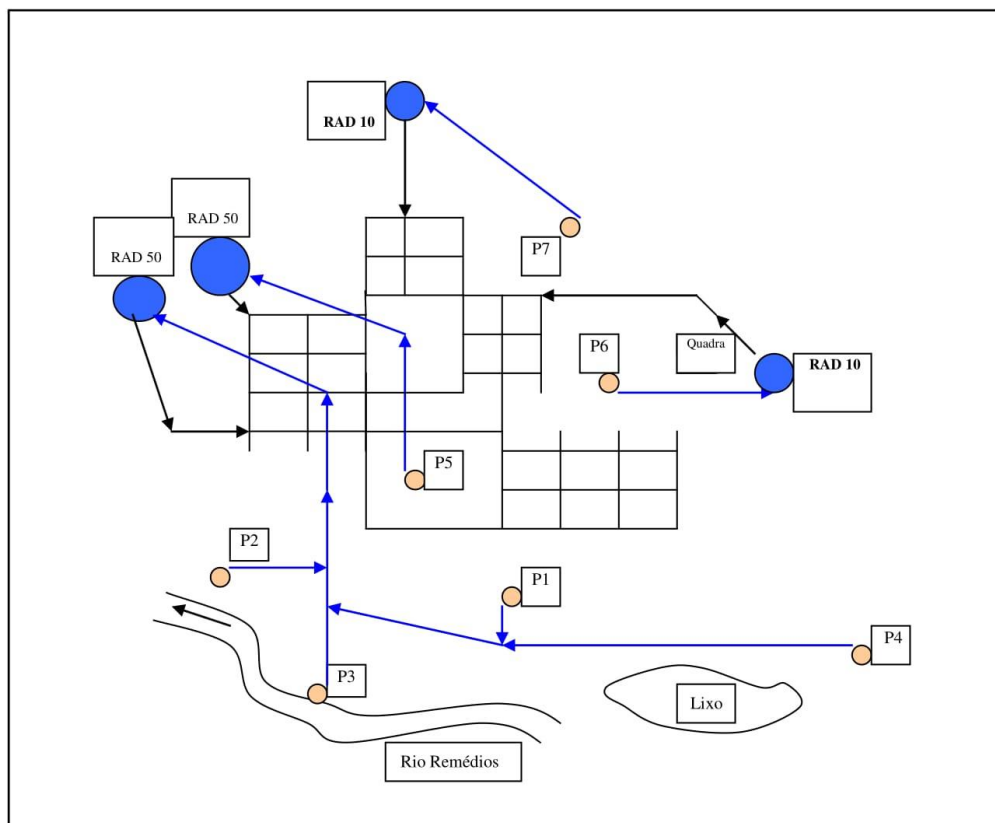 RAD 10
RAD 50
RAD 50
P7
P6
Quadra
RAD 10
P5
P2
P1
P4
P3
Lixo
Rio Remédios